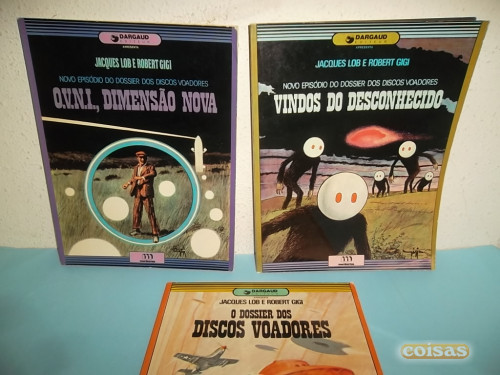 DARGAUD
APRESENTA
JACQUES LOB E ROBERT GIGI
NOVO EPISÓDIO DO DOSSIER DOS DISCOS VOADORES
O.V.N.I., DIMENSÃO NOVA
DARGAUD
APRESENTA
JACQUES LOB E ROBERT GIGI
NOVO EPISÓDIO DO DOSSIER DOS DISCOS VOADORES
VINDOS DO DESCONHECIDO
DARGAUD
JACQUES LOB E ROBERT GIGI
O DOSSIER DOS
DISCOS VOADORES
coisas